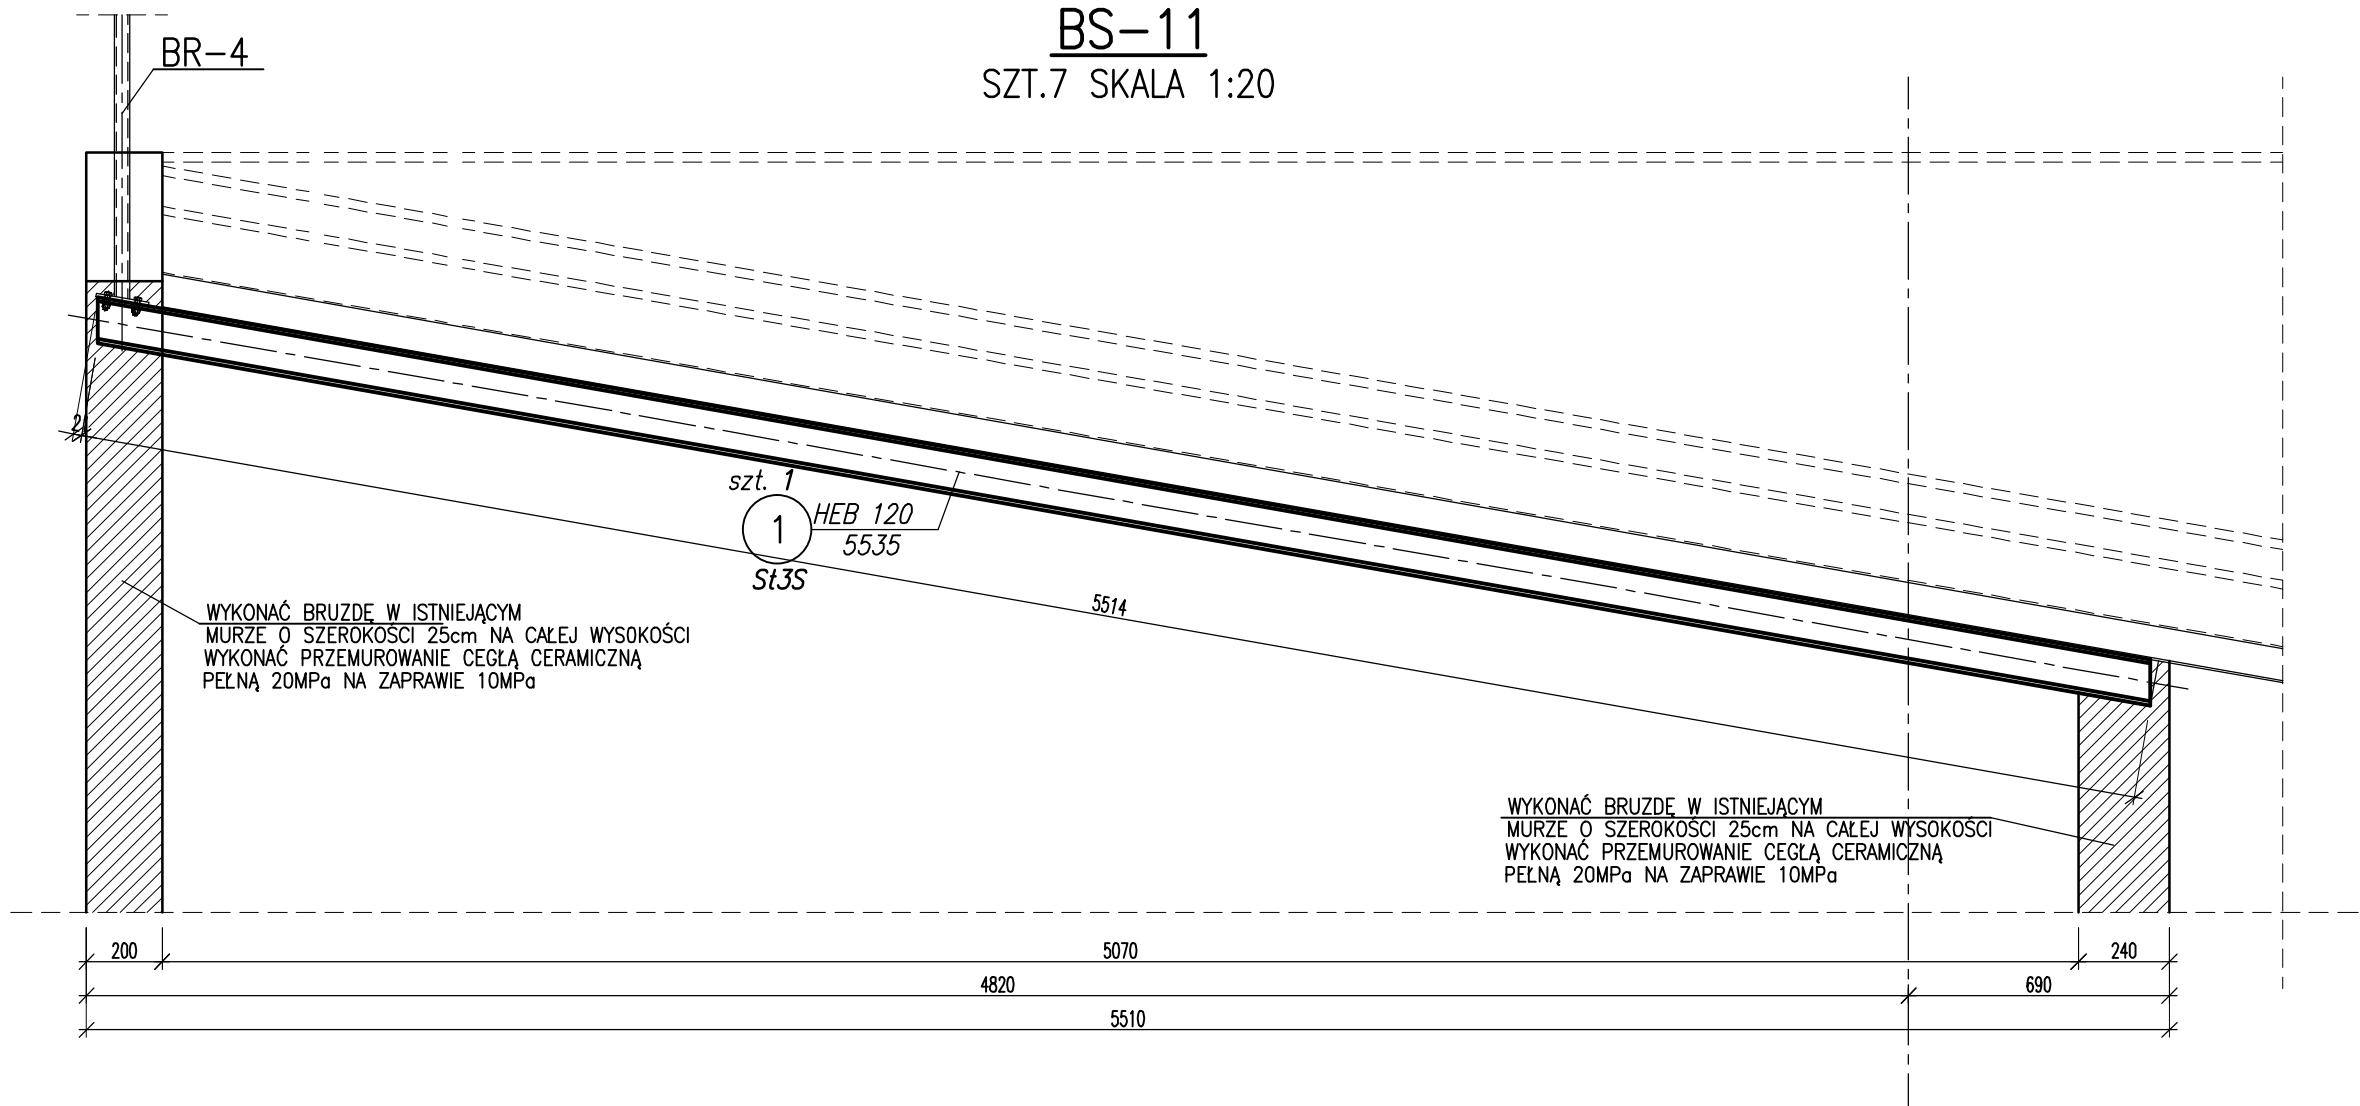 BS-11
SZT.7 SKALA 1:20
BR-4
szt. 1
1
HEB 120
5535
St3S
5514
WYKONAĆ BRUZDĘ W ISTNIEJĄCYM
MURZE O SZEROKOŚCI 25cm NA CAŁEJ WYSOKOŚCI
WYKONAĆ PRZEMUROWANIE CEGŁĄ CERAMICZNĄ
PEŁNĄ 20MPa NA ZAPRAWIE 10MPa
WYKONAĆ BRUZDĘ W ISTNIEJĄCYM
MURZE O SZEROKOŚCI 25cm NA CAŁEJ WYSOKOŚCI
WYKONAĆ PRZEMUROWANIE CEGŁĄ CERAMICZNĄ
PEŁNĄ 20MPa NA ZAPRAWIE 10MPa
200 5070 240
4820 690
5510